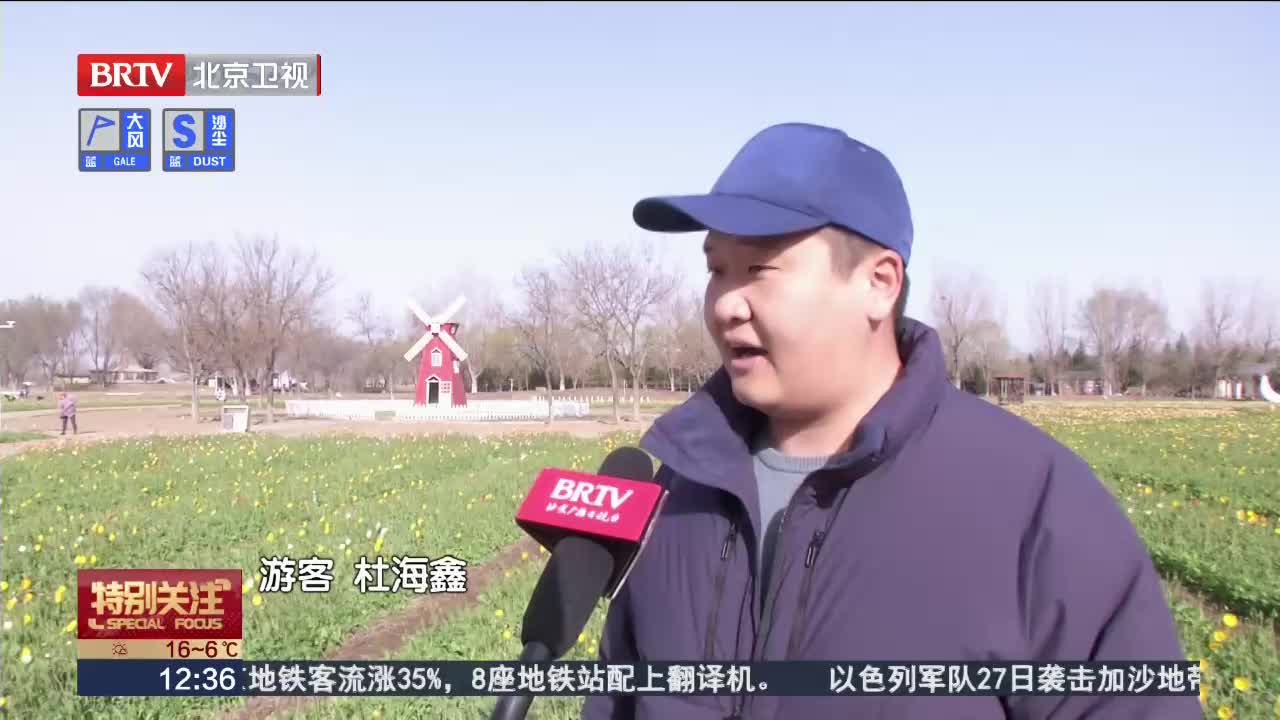 BRTV 北京卫视
大风
蓝 GALE
S 沙尘
蓝 DUST
BRTV
游客 杜海鑫
特别关注
SPECIAL FOCUS
16~6℃
12:36 地铁客流涨35%，8座地铁站配上翻译机。 以色列军队27日袭击加沙地带